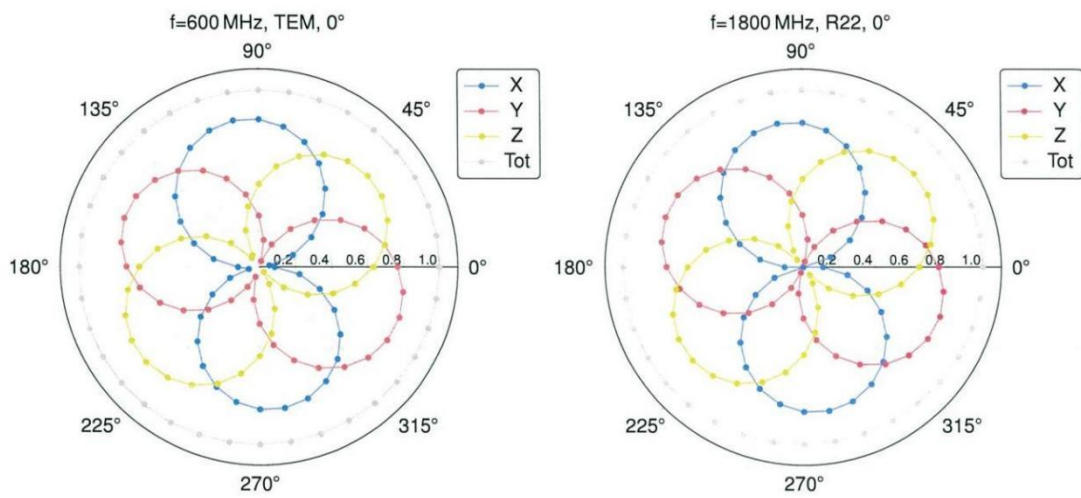 f=600 MHz, TEM, 0°
90°
135°
45°
X
Y
Z
Tot
180°
0.2 0.4 0.6 0.8 1.0
0°
225°
315°
270°
f=1800 MHz, R22, 0°
90°
135°
45°
X
Y
Z
Tot
180°
0.2 0.4 0.6 0.8 1.0
0°
225°
315°
270°